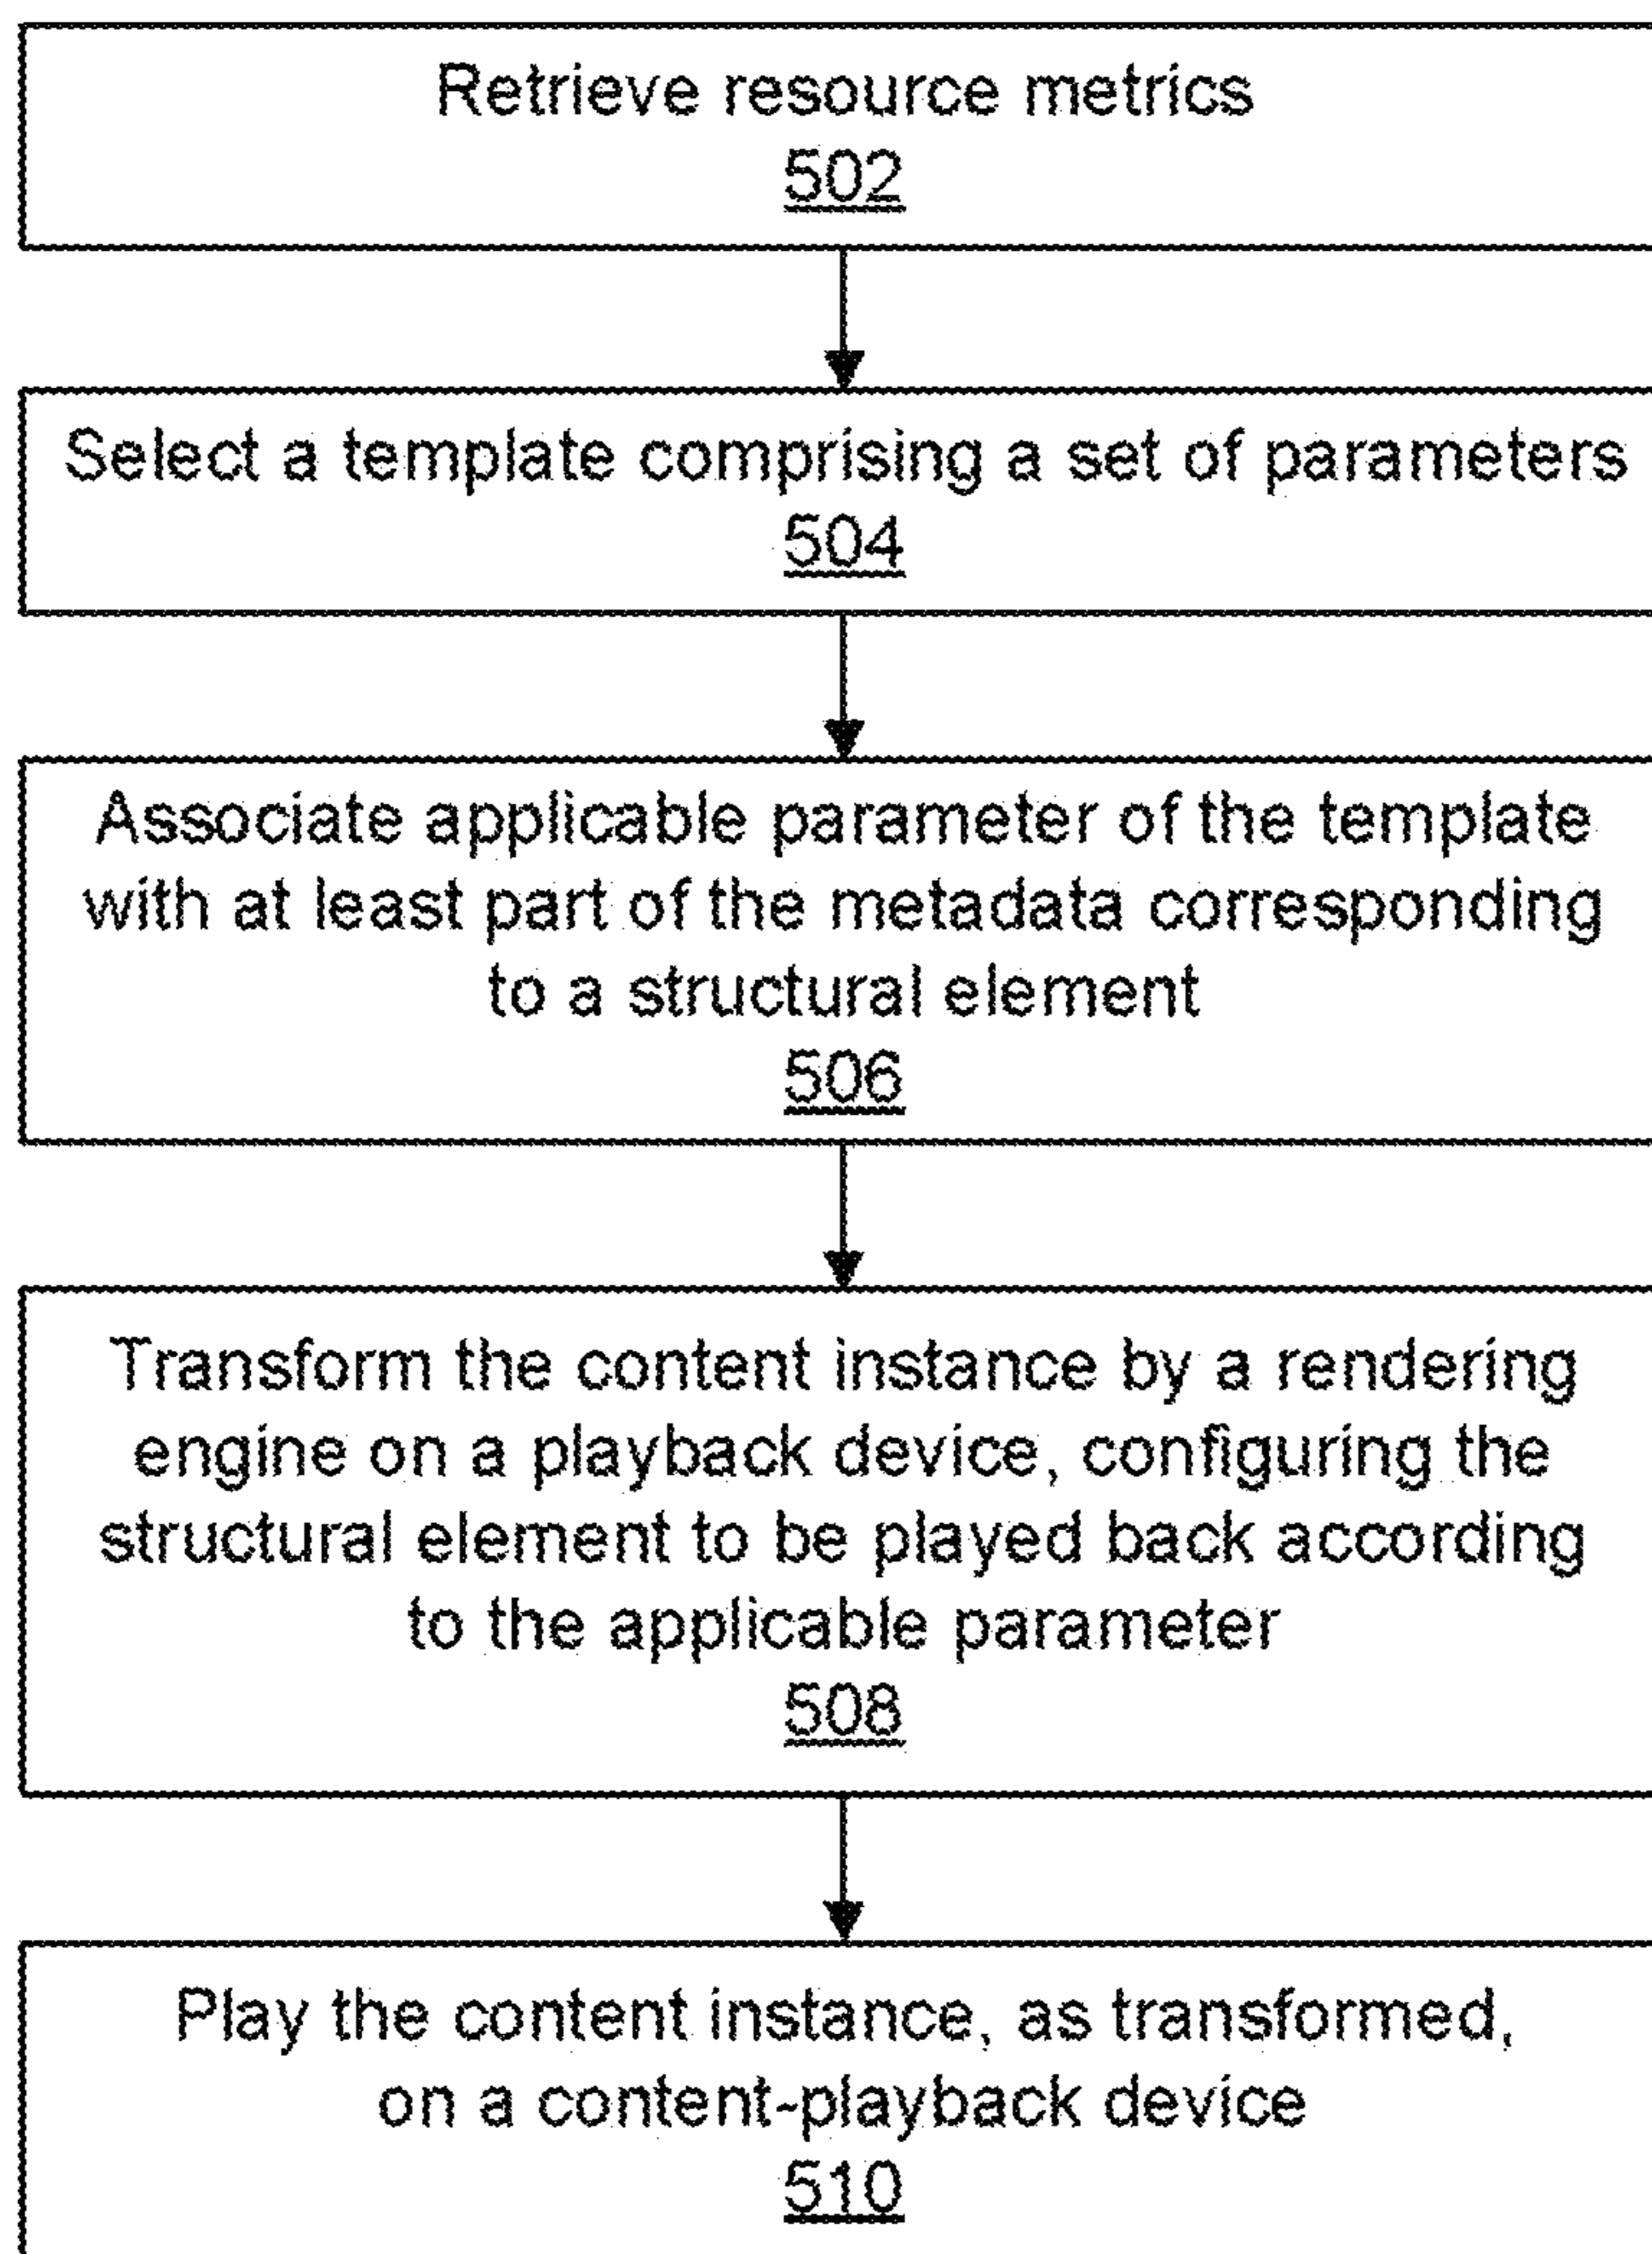 Retrieve resource metrics
502
Select a template comprising a set of parameters
504
Associate applicable parameter of the template
with at least part of the metadata corresponding
to a structural element
506
Transform the content instance by a rendering
engine on a playback device, configuring the
structural element to be played back according
to the applicable parameter
508
Play the content instance, as transformed,
on a content-playback device
510